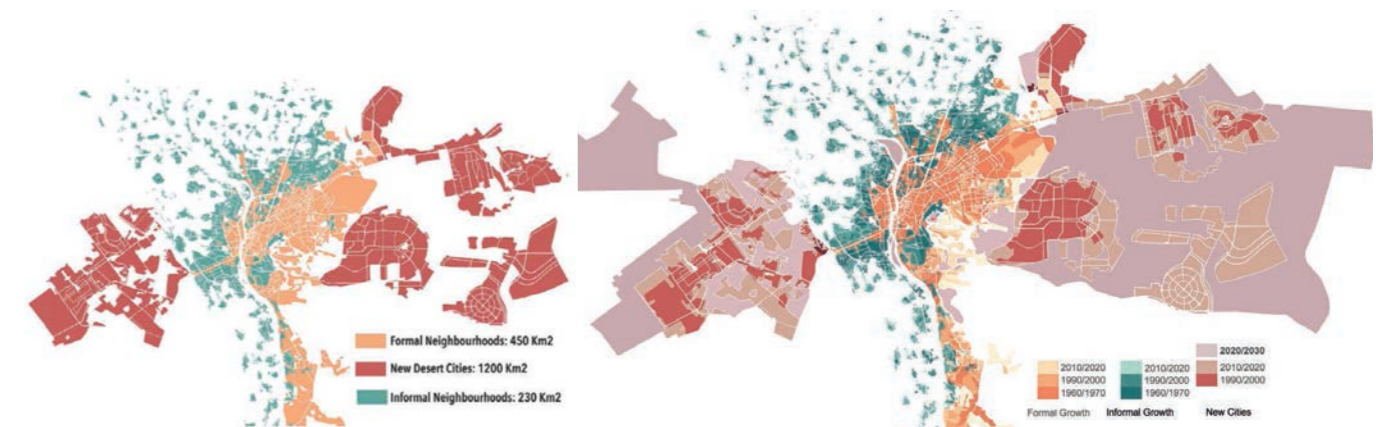 Formal Neighbourhoods: 450 Km2
New Desert Cities: 1200 Km2
Informal Neighbourhoods: 230 Km2
2010/2020
1990/2000
1960/1970
Formal Growth
2010/2020
1990/2000
1960/1970
Informal Growth
2020/2030
2010/2020
1990/2000
New Cities